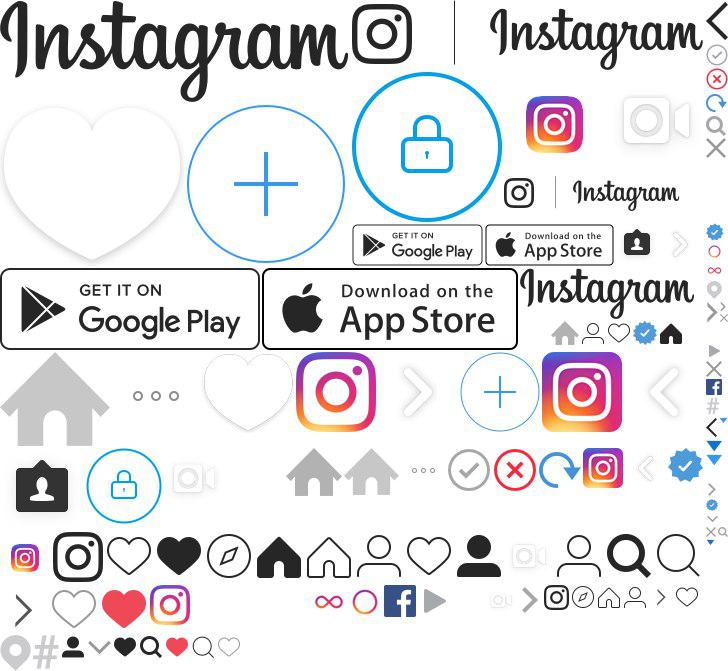 Instagram
Instagram
Instagram
GET IT ON
Google Play
Download on the
App Store
GET IT ON
Google Play
Download on the
App Store
Instagram
#
f
f
#